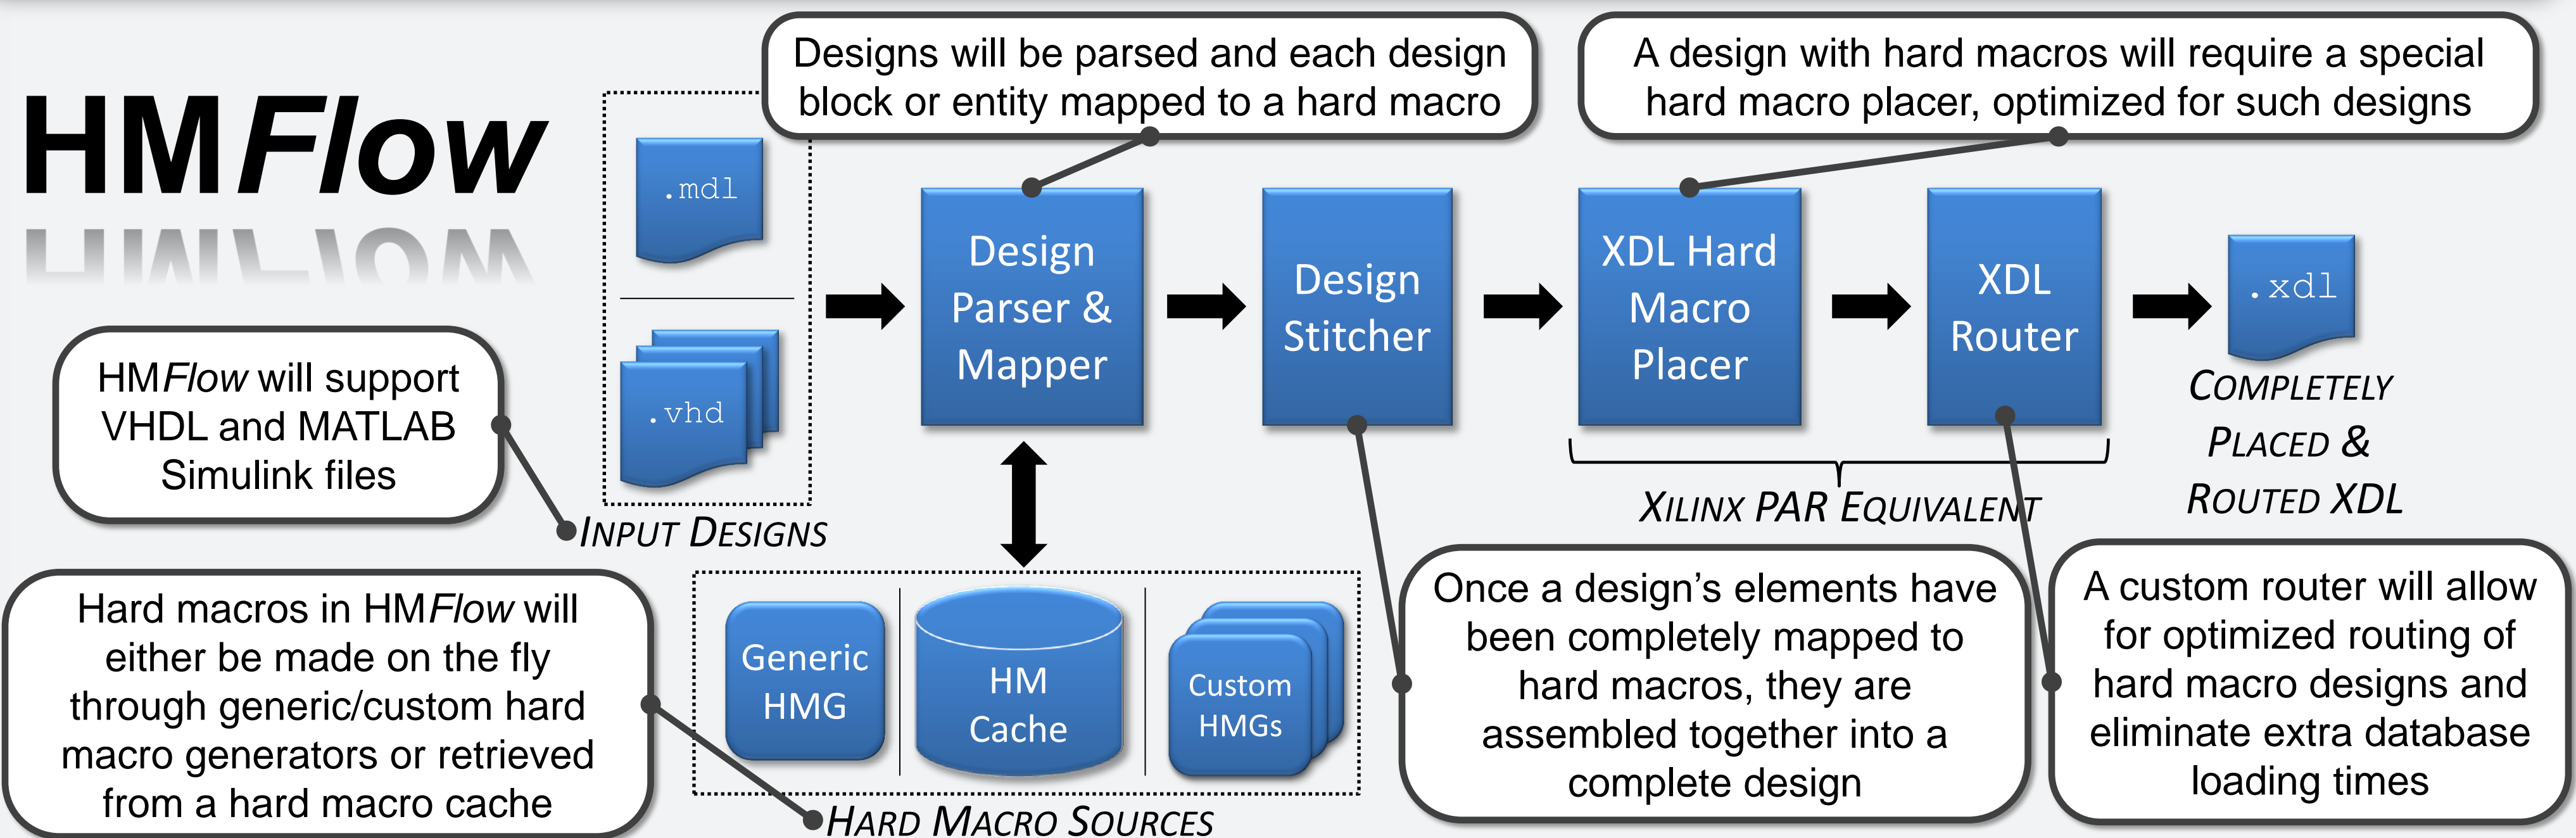 HMFlow
Designs will be parsed and each design
block or entity mapped to a hard macro
A design with hard macros will require a special
hard macro placer, optimized for such designs
.mdl
.vhd
INPUT DESIGNS
HMFlow will support
VHDL and MATLAB
Simulink files
Design
Parser &
Mapper
Design
Stitcher
XDL Hard
Macro
Placer
XDL
Router
XILINX PAR EQUIVALENT
.xdl
COMPLETELY
PLACED &
ROUTED XDL
Hard macros in HMFlow will
either be made on the fly
through generic/custom hard
macro generators or retrieved
from a hard macro cache
Generic
HMG
HM
Cache
Custom
HMGs
HARD MACRO SOURCES
Once a design’s elements have
been completely mapped to
hard macros, they are
assembled together into a
complete design
A custom router will allow
for optimized routing of
hard macro designs and
eliminate extra database
loading times